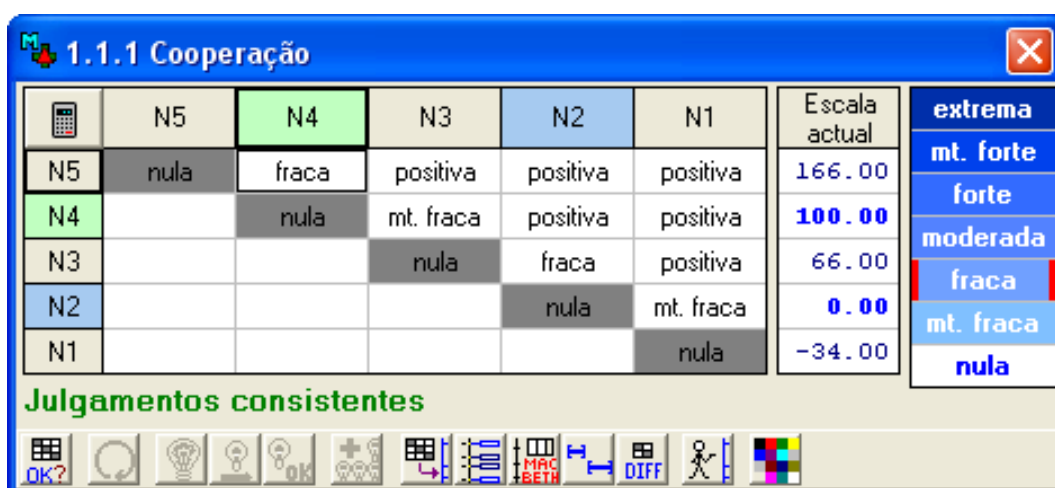 1.1.1 Cooperação
N5 N4 N3 N2 N1 Escala actual
N5 nula fraca positiva positiva positiva 166.00
N4 nula mt. fraca positiva positiva 100.00
N3 nula fraca positiva 66.00
N2 nula mt. fraca 0.00
N1 nula -34.00
extrema
mt. forte
forte
moderada
fraca
mt. fraca
nula
Julgamentos consistentes
OK? OK MAC BETH DIFF